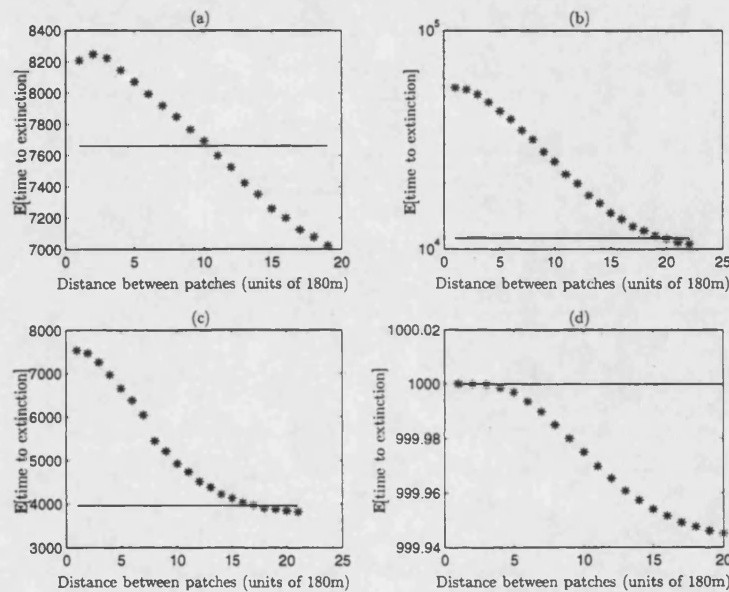 (a)
8400
8200
8000
7800
7600
7400
7200
7000
E[time to extinction]
0 5 10 15 20
Distance between patches (units of 180m)
(b)
10^5
10^4
E[time to extinction]
0 5 10 15 20 25
Distance between patches (units of 180m)
(c)
8000
7000
6000
5000
4000
3000
E[time to extinction]
0 5 10 15 20 25
Distance between patches (units of 180m)
(d)
1000.02
1000
999.98
999.96
999.94
E[time to extinction]
0 5 10 15 20
Distance between patches (units of 180m)